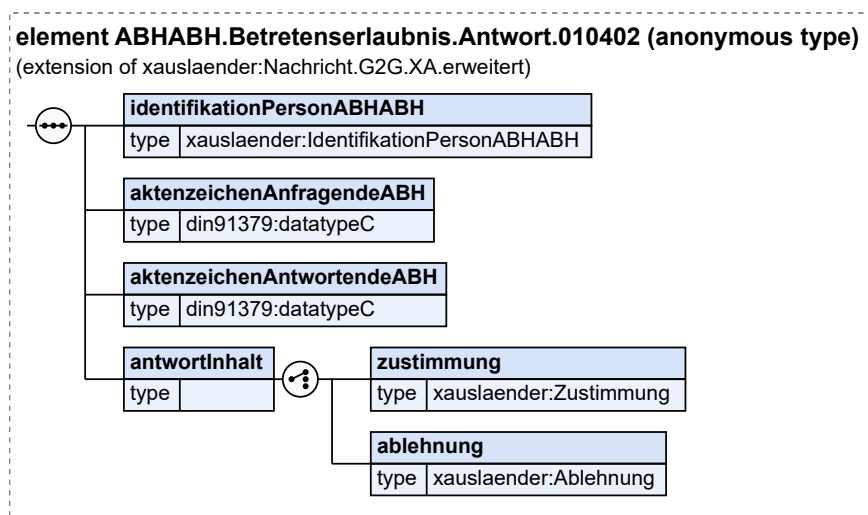 element ABHABH.Betretenserlaubnis.Antwort.010402 (anonymous type)
(extension of xauslaender:Nachricht.G2G.XA.erweitert)
identifikationPersonABHABH
type xauslaender:IdentifikationPersonABHABH
aktenzeichenAnfragendeABH
type din91379:datatypeC
aktenzeichenAntwortendeABH
type din91379:datatypeC
antwortInhalt
type
zustimmung
type xauslaender:Zustimmung
ablehnung
type xauslaender:Ablehnung